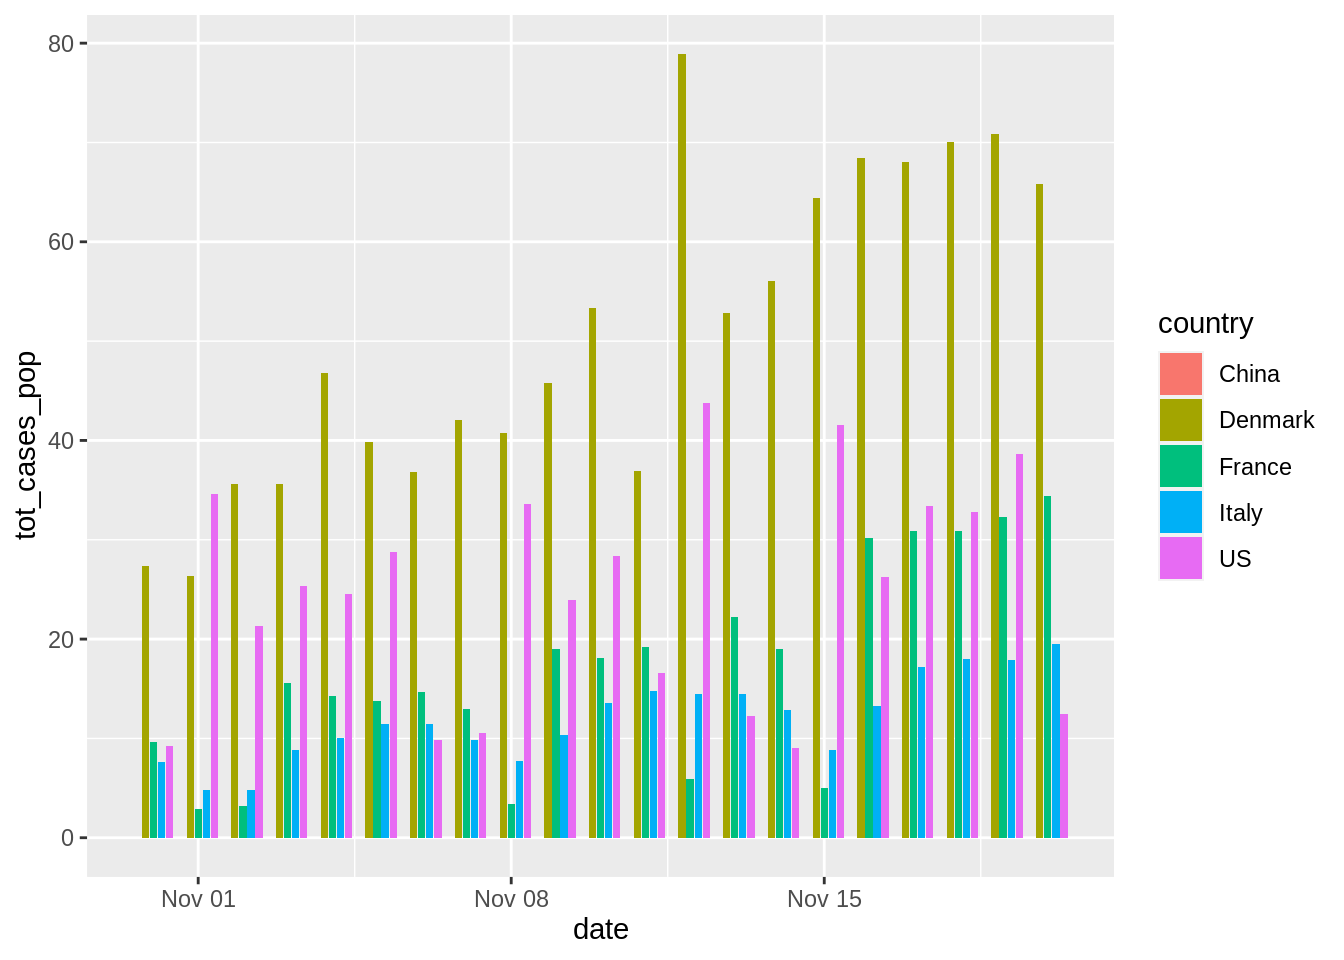 80
60
40
20
0
tot_cases_pop
Nov 01
Nov 08
Nov 15
date
country
China
Denmark
France
Italy
US